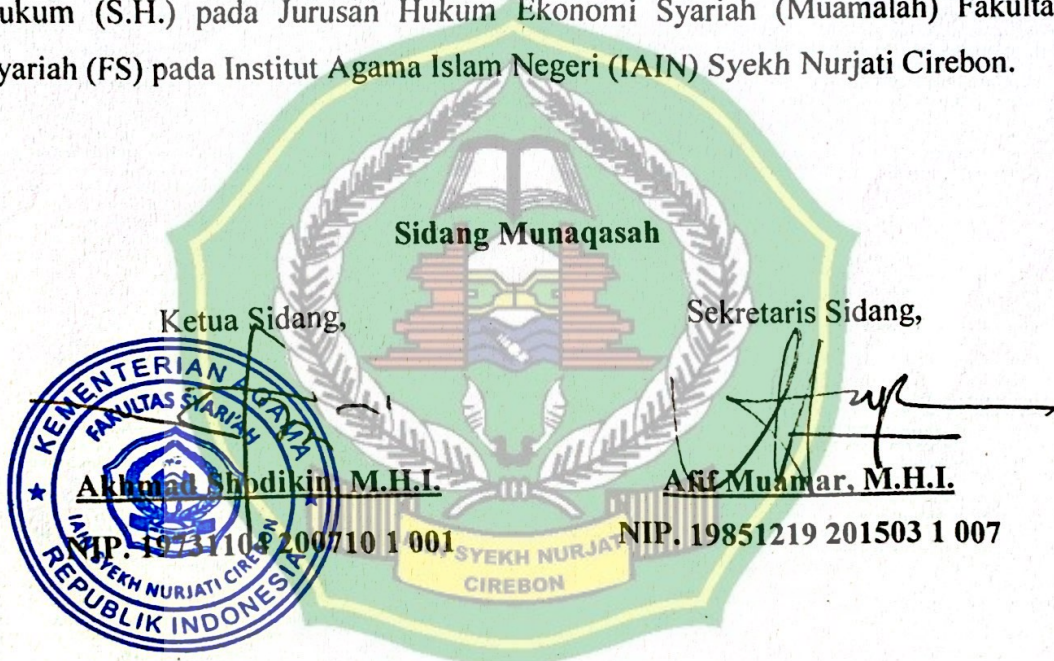 ukum (S.H.) pada Jurusan Hukum Ekonomi Syariah (Muamalah) Fakulta
yariah (FS) pada Institut Agama Islam Negeri (IAIN) Syekh Nurjati Cirebon.
Sidang Munaqasah
Ketua Sidang,
Sekretaris Sidang,
KEMENTERIAN AGAMA
FAKULTAS SYARI'AH
IAIN SYEKH NURJATI CIREBON
REPUBLIK INDONESIA
Akhmad Shodikin, M.H.I.
Afif Muamar, M.H.I.
NIP. 19731104 200710 1 001
NIP. 19851219 201503 1 007
SYEKH NURJATI
CIREBON